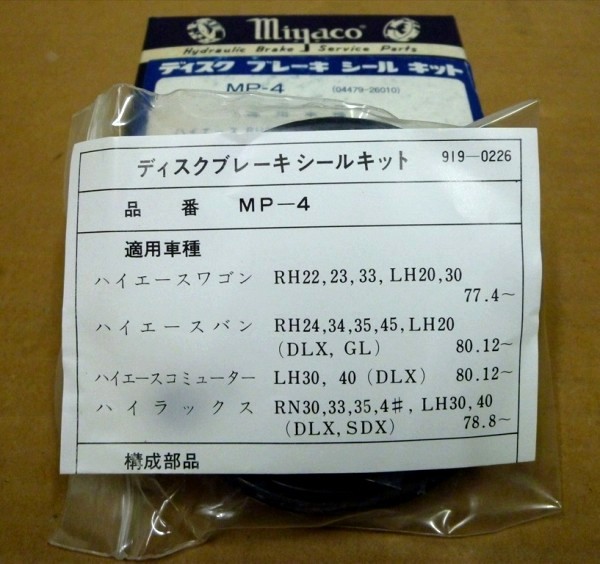 Miyaco
Hydraulic Brake Service Parts
ディスク ブレーキ シール キット
MP-4 (04479-26010)
ディスクブレーキシールキット 919-0226
品 番 MP-4
適用車種
ハイエースワゴン RH22,23,33, LH20,30
77.4~
ハイエースバン RH24,34,35,45, LH20
(DLX, GL) 80.12~
ハイエースコミューター LH30, 40 (DLX) 80.12~
ハイラックス RN30,33,35,4♯, LH30,40
(DLX, SDX) 78.8~
構成部品